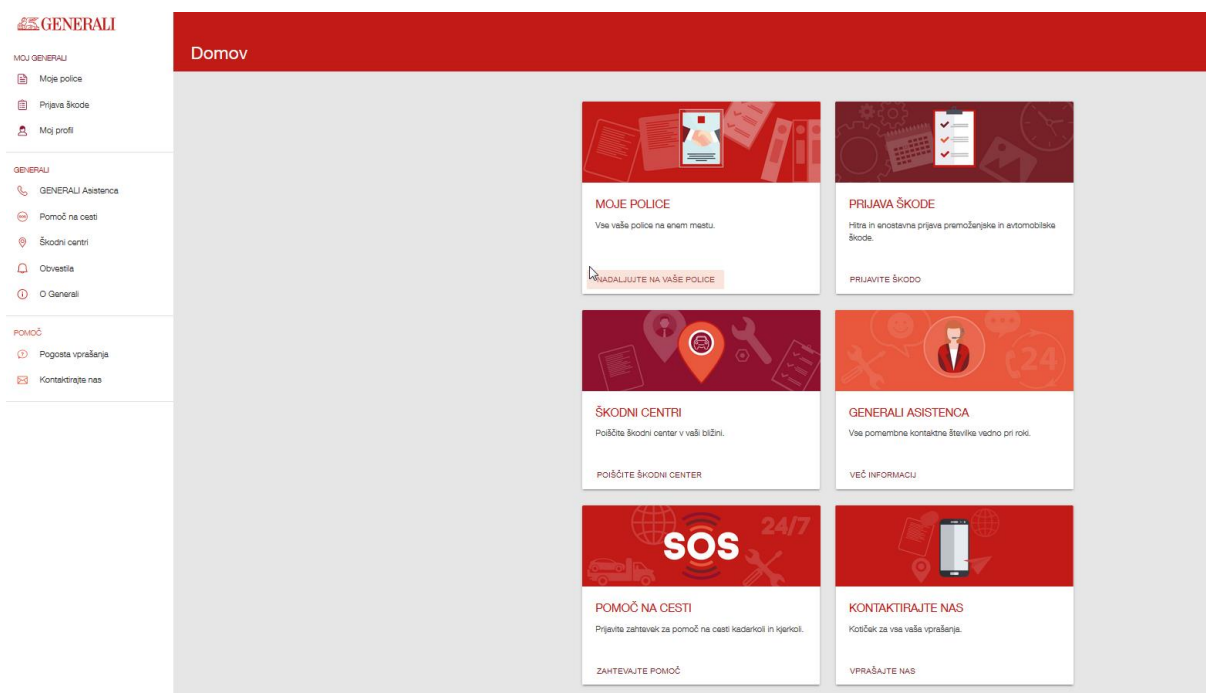 GENERALI
MOJ GENERALI
Moje police
Prijava škode
Moj profil
GENERALI
GENERALI Asistenca
Pomoč na cesti
Škodni centri
Obvestila
O Generali
POMOČ
Pogosta vprašanja
Kontaktirajte nas
Domov
MOJE POLICE
Vse vaše police na enem mestu.
NADALJUJTE NA VAŠE POLICE
PRIJAVA ŠKODE
Hitra in enostavna prijava premoženjske in avtomobilske
škode.
PRIJAVITE ŠKODO
ŠKODNI CENTRI
Poiščite škodni center v vaši bližini.
POIŠČITE ŠKODNI CENTER
24
GENERALI ASISTENCA
Vse pomembne kontaktne številke vedno pri roki.
VEČ INFORMACIJ
SOS
24/7
POMOČ NA CESTI
Prijavite zahtevek za pomoč na cesti kadarkoli in kjerkoli.
ZAHTEVAJTE POMOČ
KONTAKTIRAJTE NAS
Kotiček za vsa vaša vprašanja.
VPRAŠAJTE NAS